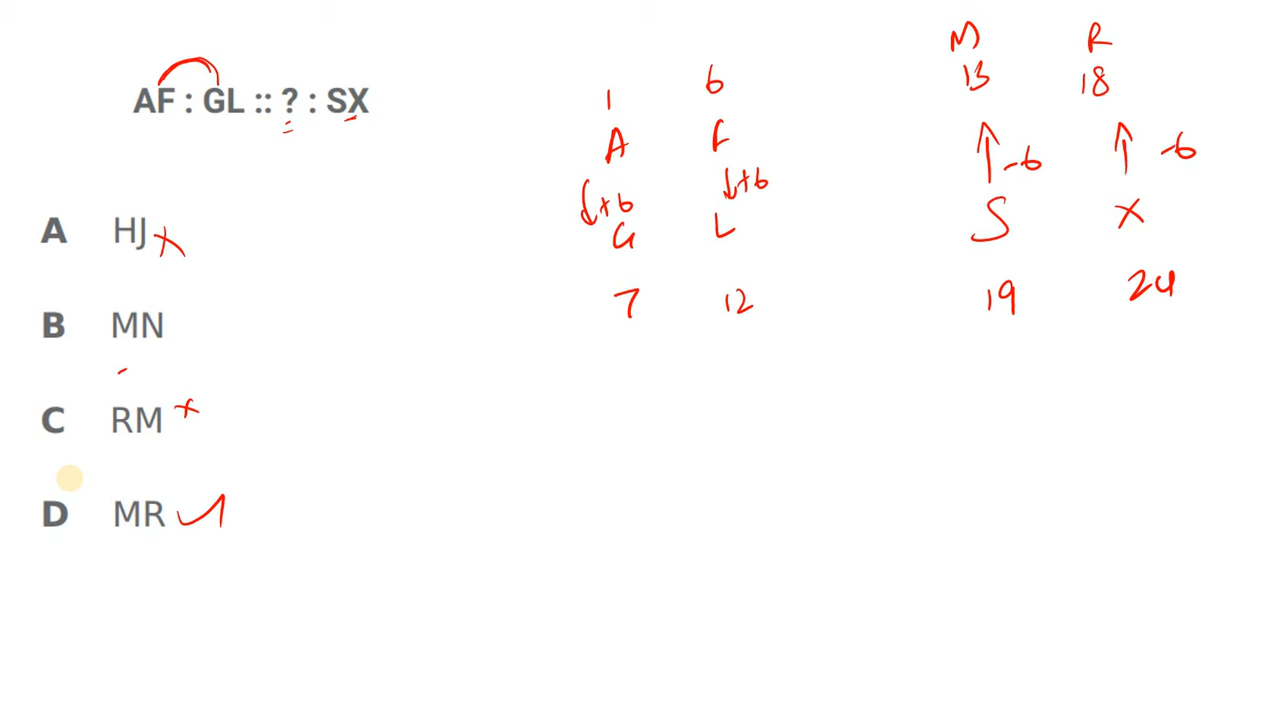 AF : GL :: ? : SX
A HJ ×
B MN
C RM ×
D MR ✓
M R
13 18
1 6
A F
↓+6 ↓+6
G L
7 12
↑-6 ↑ -6
S X
19 24